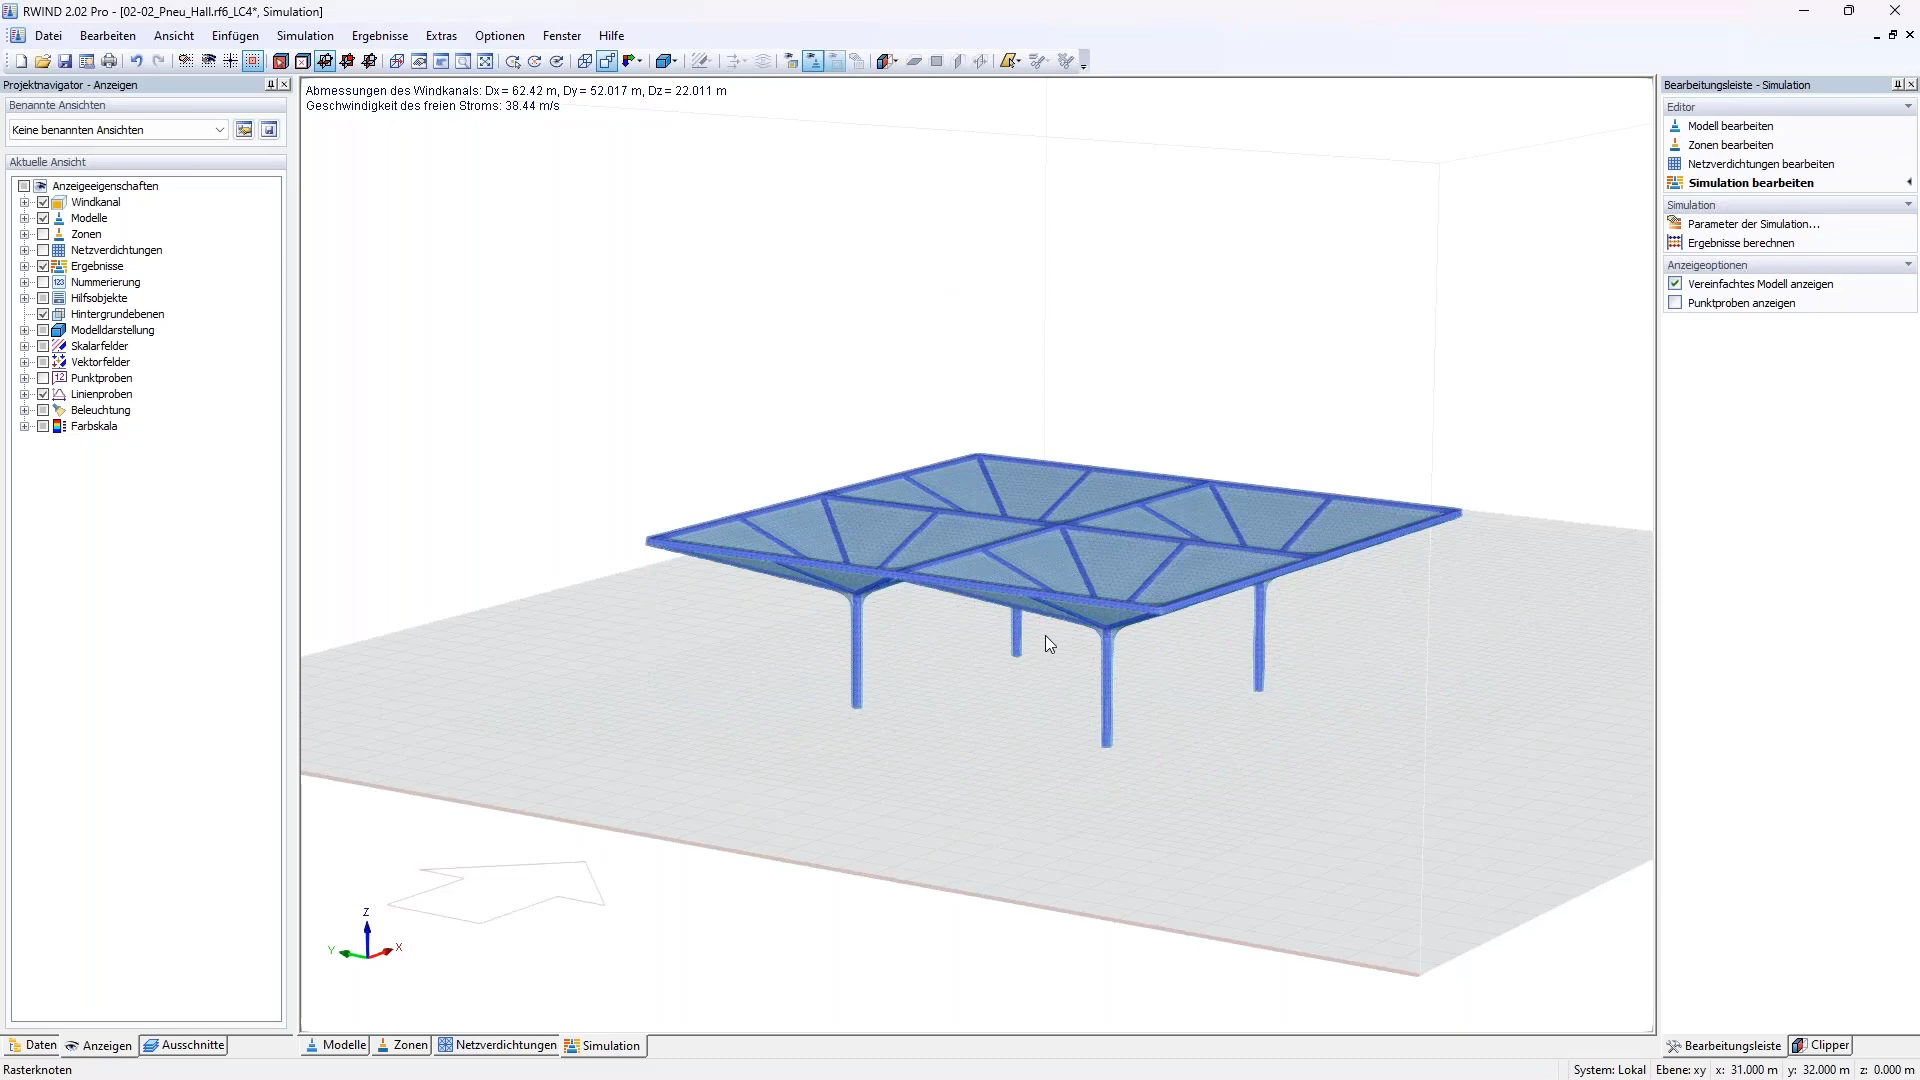 RWIND 2.02 Pro - [02-02_Pneu_Hall.rf6_LC4*, Simulation]
Datei Bearbeiten Ansicht Einfügen Simulation Ergebnisse Extras Optionen Fenster Hilfe
Projektnavigator - Anzeigen
Benannte Ansichten
Keine benannten Ansichten
Aktuelle Ansicht
Anzeigeeigenschaften
Windkanal
Modelle
Zonen
Netzverdichtungen
Ergebnisse
123 Nummerierung
Hilfsobjekte
Hintergrundebenen
Modelldarstellung
Skalarfelder
Vektorfelder
12 Punktproben
Linienproben
Beleuchtung
Farbskala
Daten Anzeigen Ausschnitte
Abmessungen des Windkanals: Dx = 62.42 m, Dy = 52.017 m, Dz = 22.011 m
Geschwindigkeit des freien Stroms: 38.44 m/s
Z
Y
X
Modelle Zonen Netzverdichtungen Simulation
Bearbeitungsleiste - Simulation
Editor
Modell bearbeiten
Zonen bearbeiten
Netzverdichtungen bearbeiten
Simulation bearbeiten
Simulation
Parameter der Simulation...
Ergebnisse berechnen
Anzeigeoptionen
Vereinfachtes Modell anzeigen
Punktproben anzeigen
Bearbeitungsleiste Clipper
Rasterknoten
System: Lokal Ebene: xy x: 31.000 m y: 32.000 m z: 0.000 m